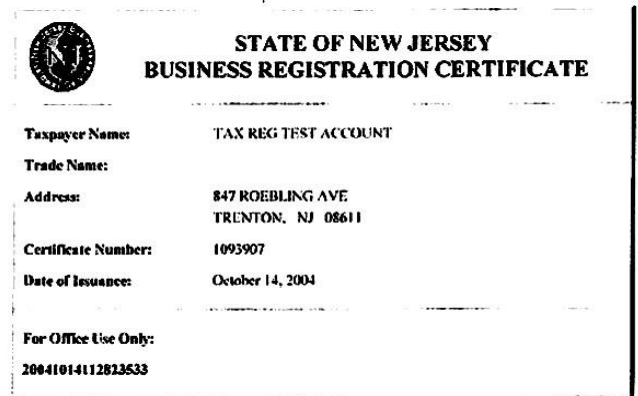 STATE OF NEW JERSEY
BUSINESS REGISTRATION CERTIFICATE
Taxpayer Name: TAX REG TEST ACCOUNT
Trade Name:
Address: 847 ROEBLING AVE
TRENTON, NJ 08611
Certificate Number: 1093907
Date of Issuance: October 14, 2004
For Office Use Only:
20041014112823533